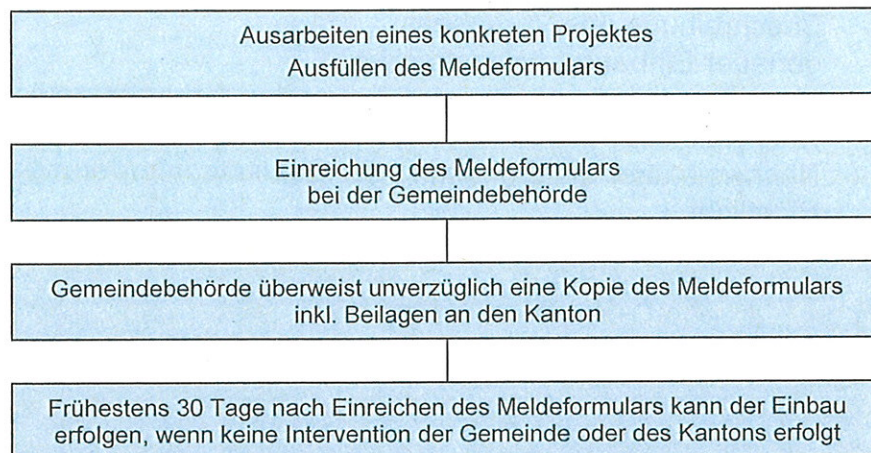 Ausarbeiten eines konkreten Projektes
Ausfüllen des Meldeformulars
Einreichung des Meldeformulars
bei der Gemeindebehörde
Gemeindebehörde überweist unverzüglich eine Kopie des Meldeformulars
inkl. Beilagen an den Kanton
Frühestens 30 Tage nach Einreichen des Meldeformulars kann der Einbau
erfolgen, wenn keine Intervention der Gemeinde oder des Kantons erfolgt